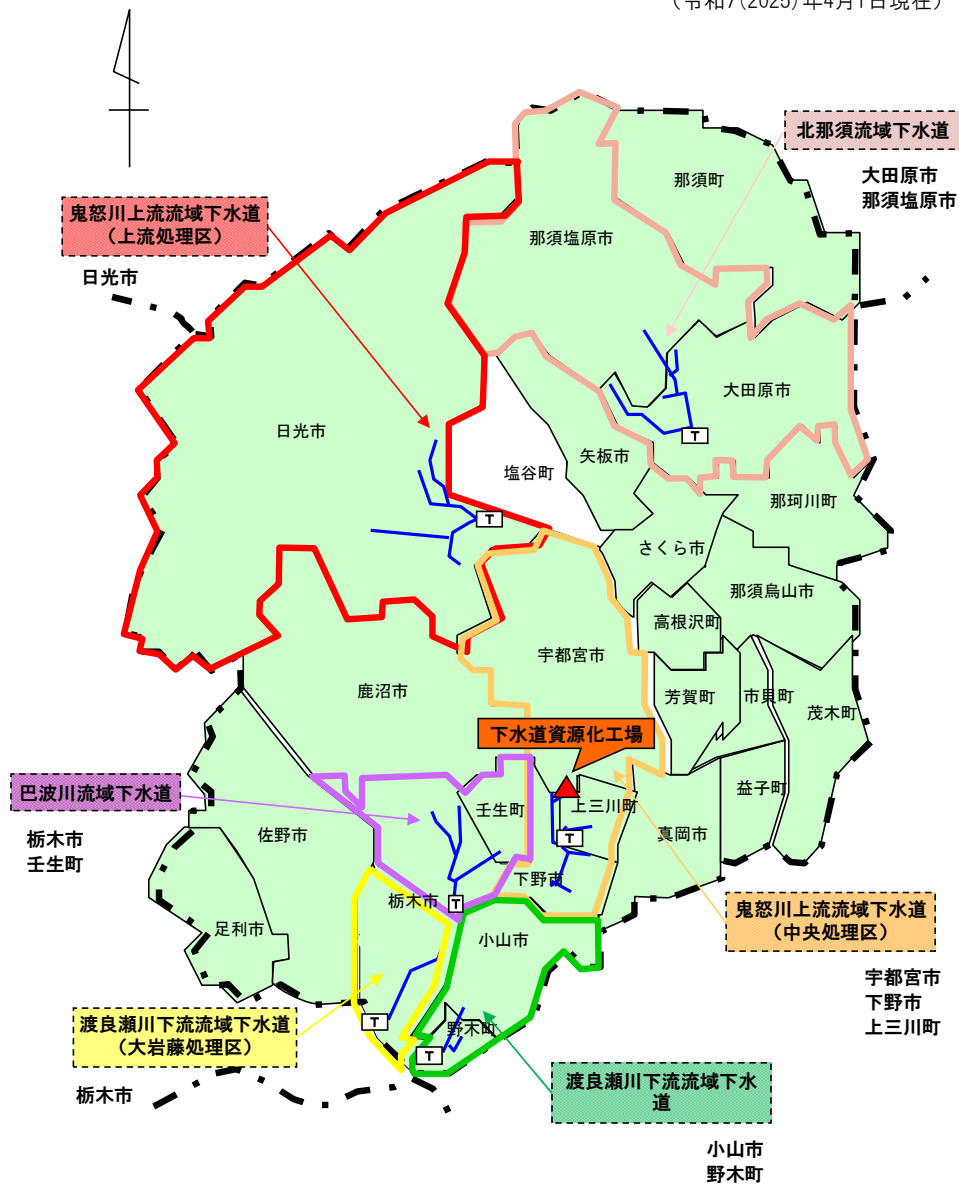 （令和7(2025)年4月1日現在）
北那須流域下水道
大田原市
那須塩原市
那須町
鬼怒川上流流域下水道
（上流処理区）
那須塩原市
日光市
大田原市
T
日光市
矢板市
塩谷町
那珂川町
T
さくら市
那須烏山市
高根沢町
宇都宮市
鹿沼市
芳賀町
市貝町
茂木町
下水道資源化工場
益子町
巴波川流域下水道
壬生町
上三川町
佐野市
真岡市
T
栃木市
壬生町
下野市
栃木市
T
鬼怒川上流流域下水道
（中央処理区）
足利市
小山市
宇都宮市
下野市
上三川町
渡良瀬川下流流域下水道
（大岩藤処理区）
T
野木町
T
栃木市
渡良瀬川下流流域下水
道
小山市
野木町